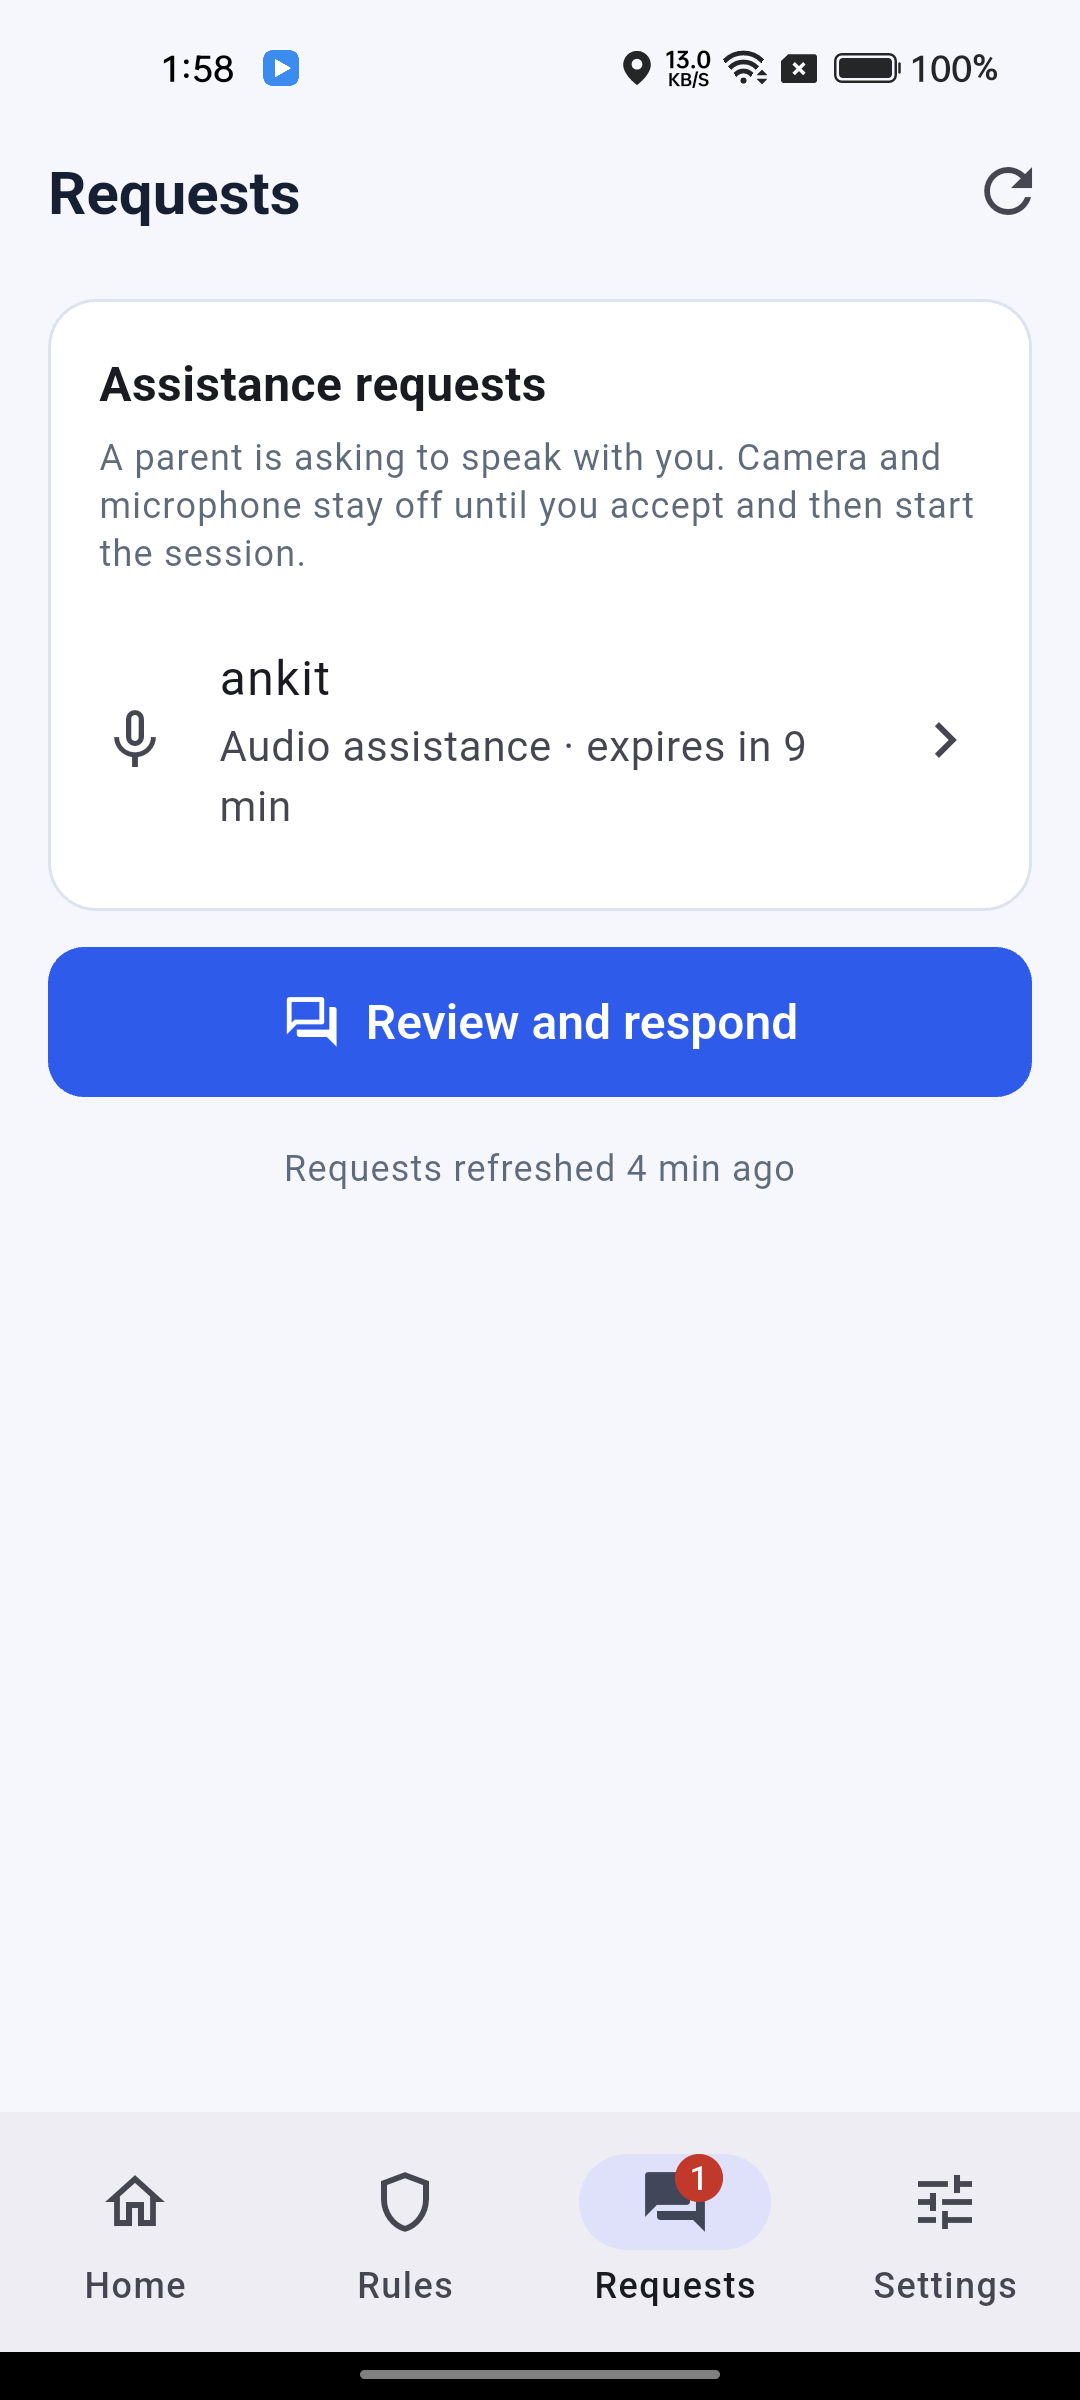 1:58
13.0
KB/S
100%
Requests
Assistance requests
A parent is asking to speak with you. Camera and
microphone stay off until you accept and then start
the session.
ankit
Audio assistance · expires in 9
min
Review and respond
Requests refreshed 4 min ago
1
Home
Rules
Requests
Settings